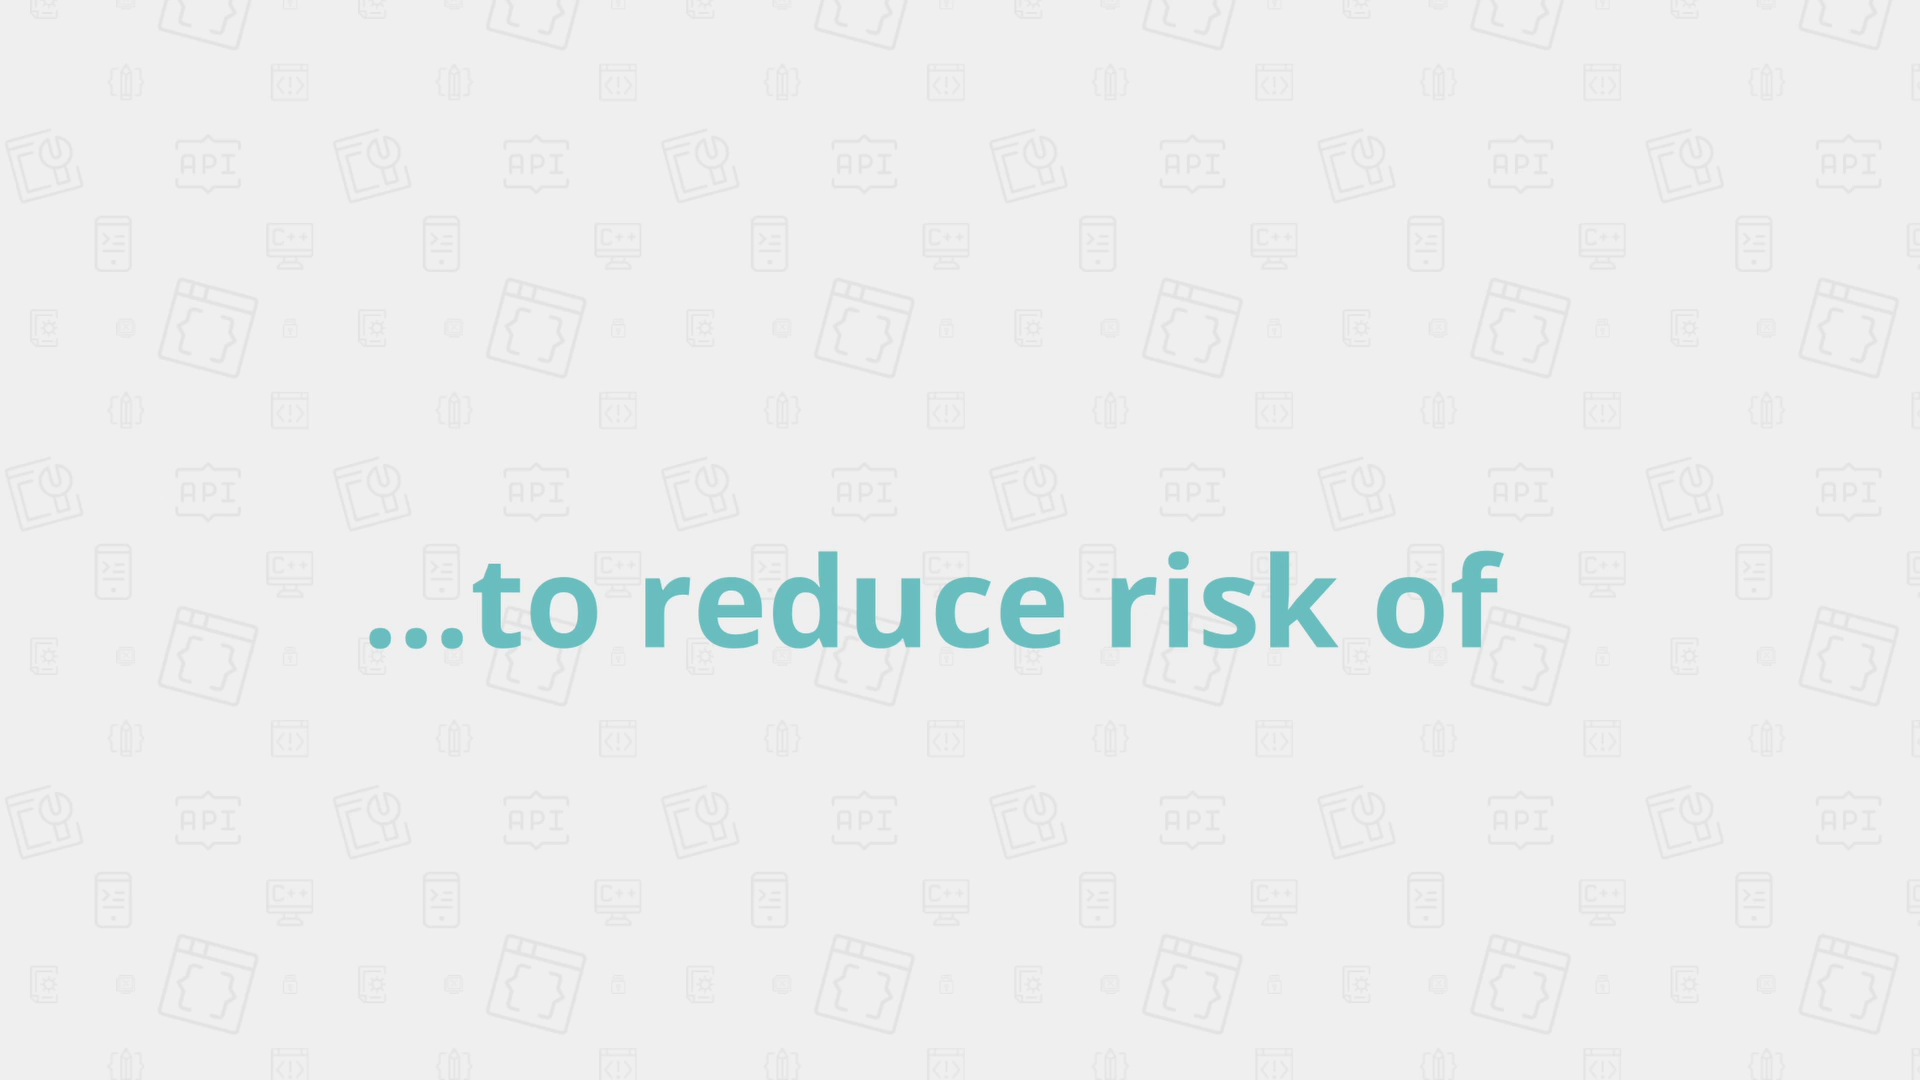 ...to reduce risk of